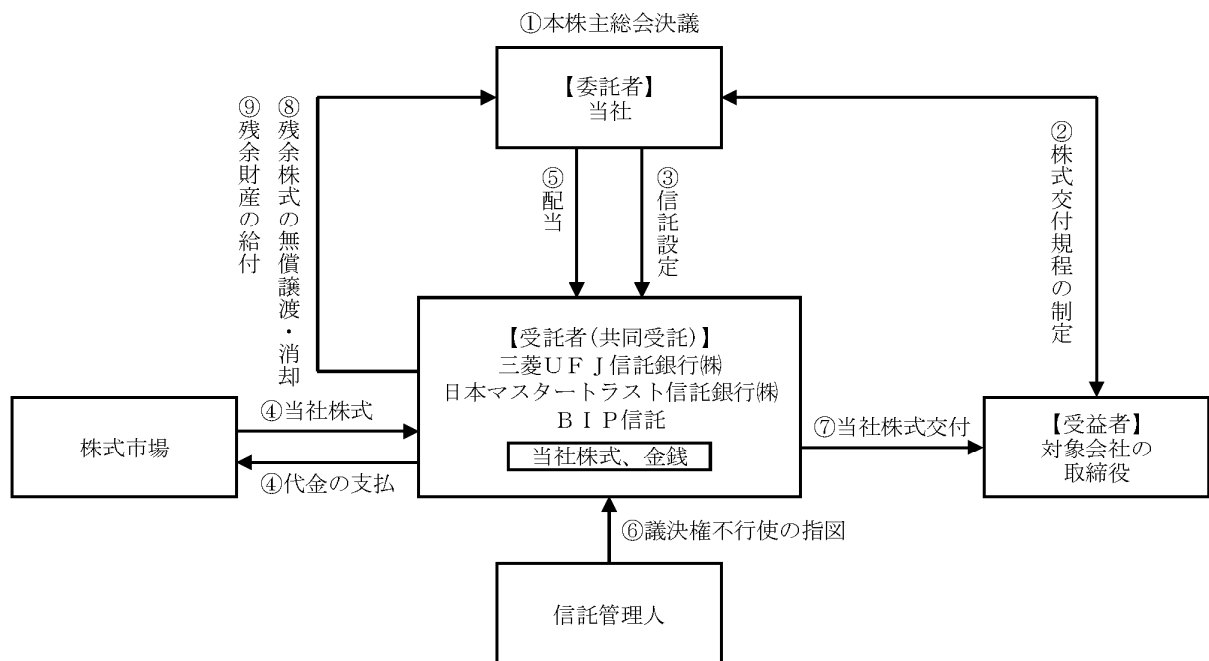 ①本株主総会決議
【委託者】
当社
⑨残余財産の給付
⑧残余株式の無償譲渡・消却
⑤配当
③信託設定
②株式交付規程の制定
【受託者(共同受託)】
三菱UFJ信託銀行㈱
日本マスタートラスト信託銀行㈱
BIP信託
当社株式、金銭
株式市場
④当社株式
④代金の支払
⑦当社株式交付
【受益者】
対象会社の
取締役
⑥議決権不行使の指図
信託管理人